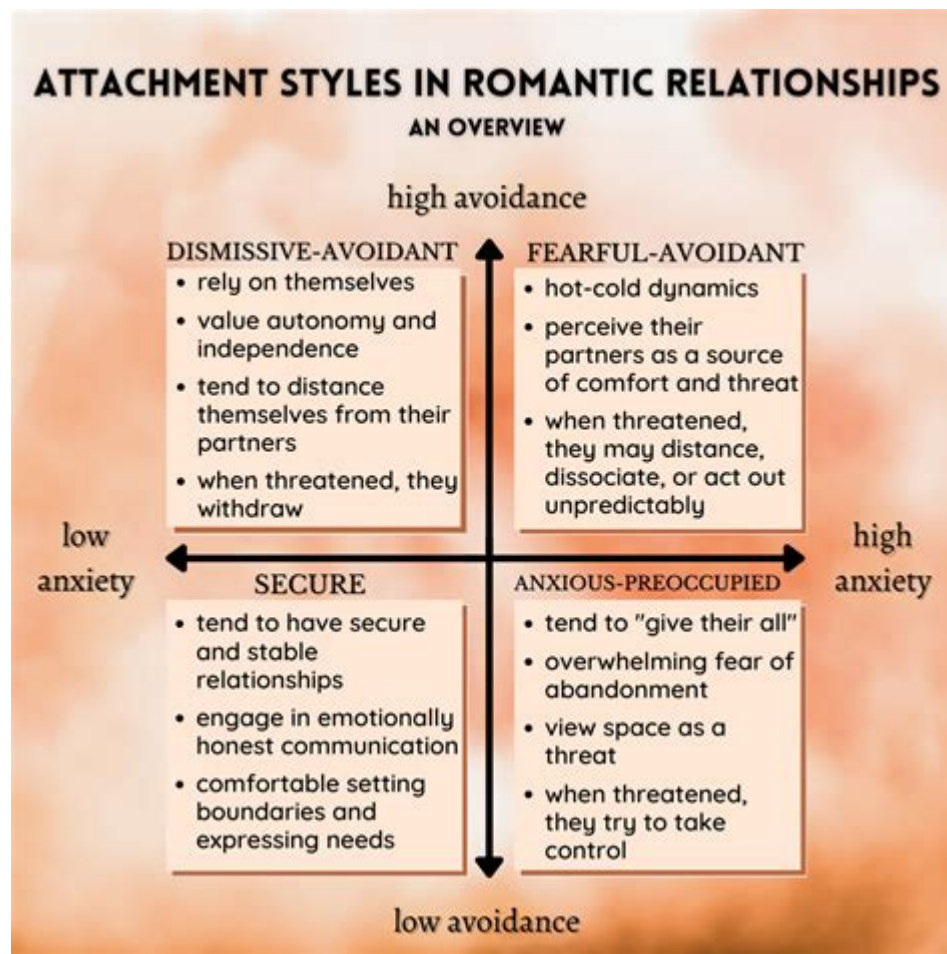 ATTACHMENT STYLES IN ROMANTIC RELATIONSHIPS
AN OVERVIEW
high avoidance
DISMISSIVE-AVOIDANT
• rely on themselves
• value autonomy and
independence
• tend to distance
themselves from their
partners
• when threatened, they
withdraw
FEARFUL-AVOIDANT
• hot-cold dynamics
• perceive their
partners as a source
of comfort and threat
• when threatened,
they may distance,
dissociate, or act out
unpredictably
low
anxiety
high
anxiety
SECURE
• tend to have secure
and stable
relationships
• engage in emotionally
honest communication
• comfortable setting
boundaries and
expressing needs
ANXIOUS-PREOCCUPIED
• tend to "give their all"
• overwhelming fear of
abandonment
• view space as a
threat
• when threatened,
they try to take
control
low avoidance